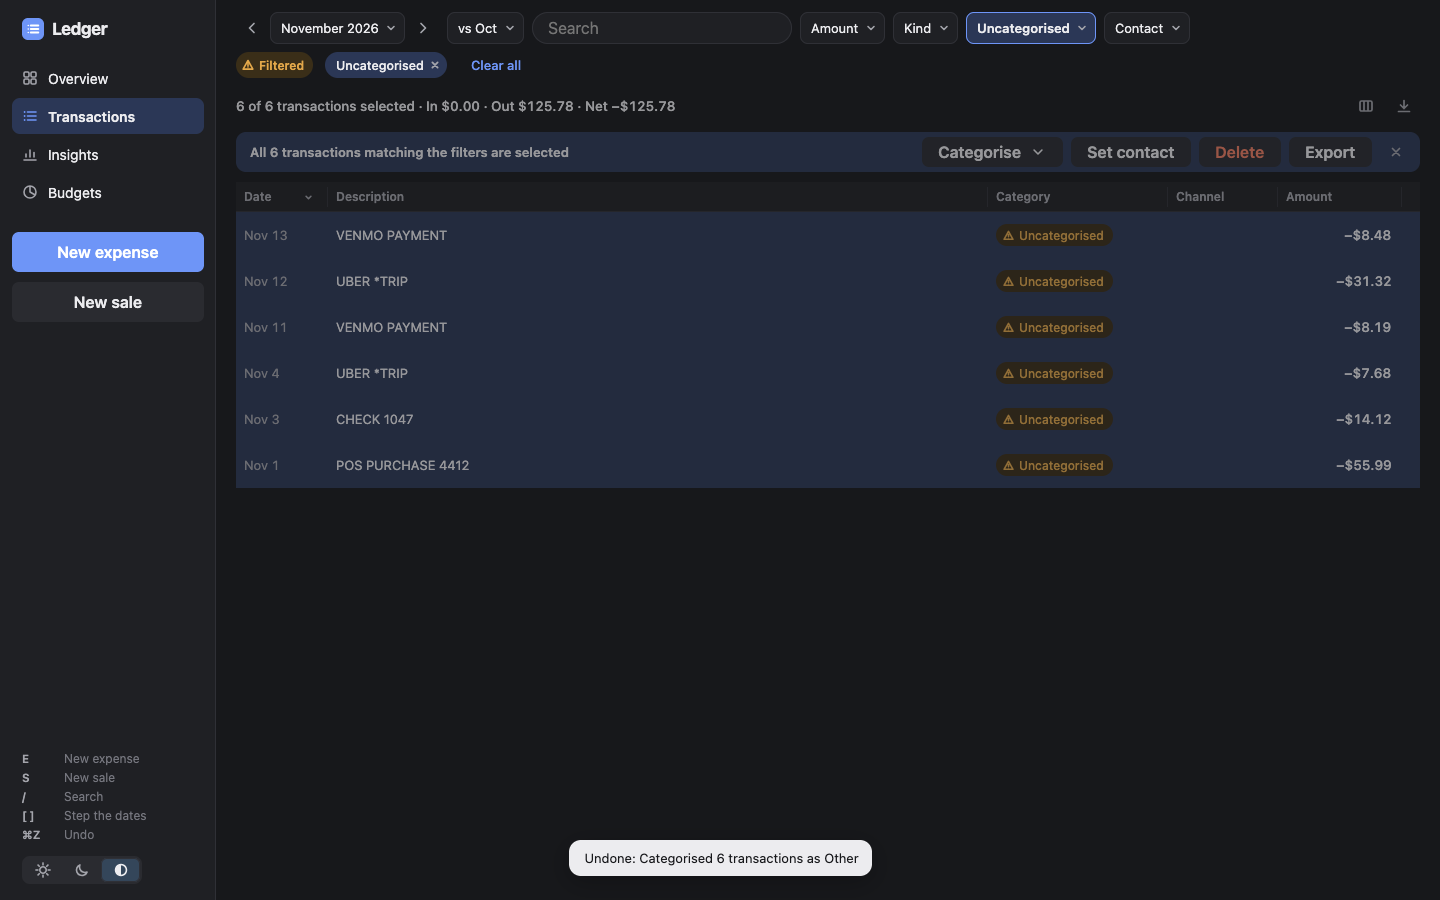 Ledger
Overview
Transactions
Insights
Budgets
New expense
New sale
E New expense
S New sale
/ Search
[ ] Step the dates
⌘Z Undo
November 2026 vs Oct Search Amount Kind Uncategorised Contact
Filtered Uncategorised × Clear all
6 of 6 transactions selected · In $0.00 · Out $125.78 · Net −$125.78
All 6 transactions matching the filters are selected Categorise Set contact Delete Export ×
Date Description Category Channel Amount
Nov 13 VENMO PAYMENT Uncategorised −$8.48
Nov 12 UBER *TRIP Uncategorised −$31.32
Nov 11 VENMO PAYMENT Uncategorised −$8.19
Nov 4 UBER *TRIP Uncategorised −$7.68
Nov 3 CHECK 1047 Uncategorised −$14.12
Nov 1 POS PURCHASE 4412 Uncategorised −$55.99
Undone: Categorised 6 transactions as Other